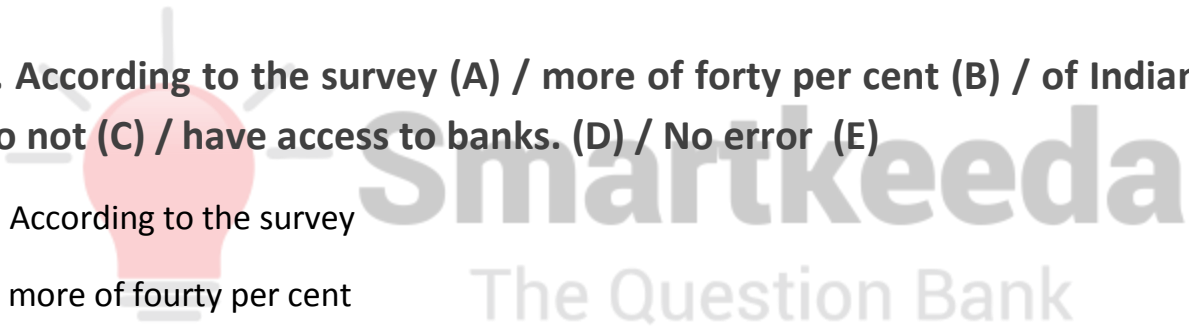 . According to the survey (A) / more of forty per cent (B) / of Indian
o not (C) / have access to banks. (D) / No error (E)
According to the survey
more of fourty per cent
Smartkeeda
The Question Bank